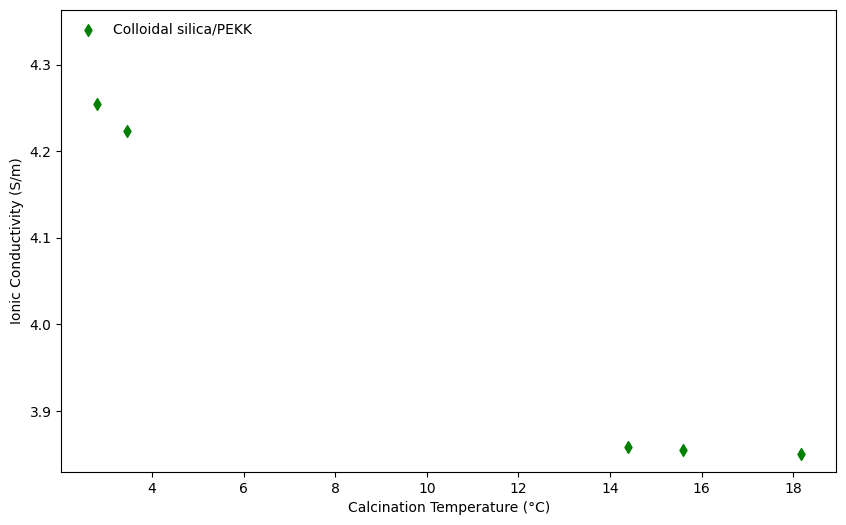 Colloidal silica/PEKK
4.3
4.2
4.1
4.0
3.9
Ionic Conductivity (S/m)
4 6 8 10 12 14 16 18
Calcination Temperature (°C)